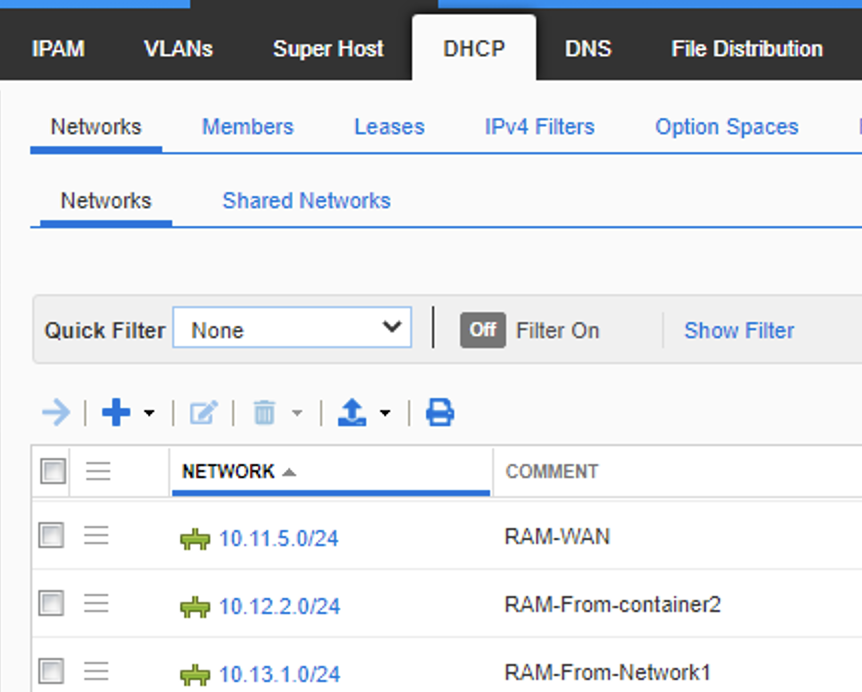 IPAM VLANs Super Host DHCP DNS File Distribution
Networks Members Leases IPv4 Filters Option Spaces
Networks Shared Networks
Quick Filter None Off Filter On Show Filter
NETWORK COMMENT
10.11.5.0/24 RAM-WAN
10.12.2.0/24 RAM-From-container2
10.13.1.0/24 RAM-From-Network1